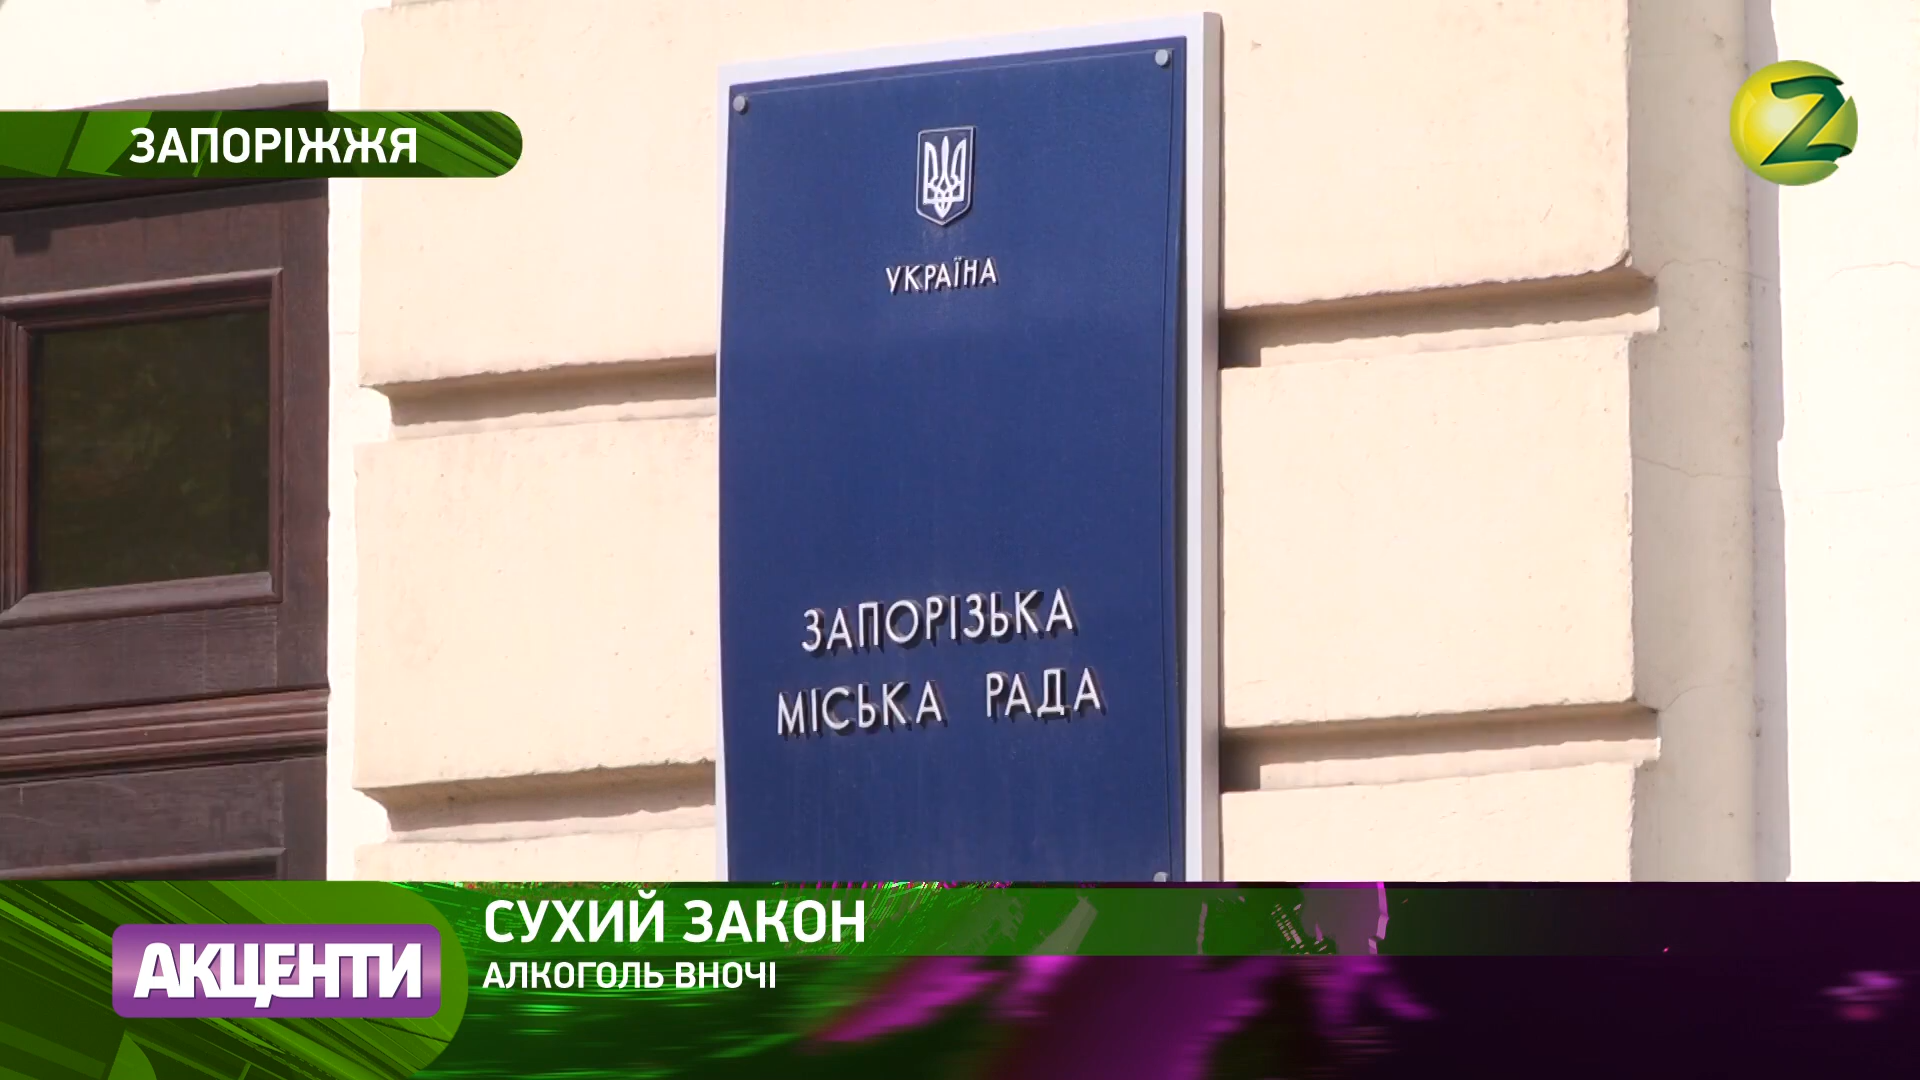 ЗАПОРІЖЖЯ
Z
УКРАЇНА
ЗАПОРІЗЬКА
МІСЬКА РАДА
СУХИЙ ЗАКОН
АКЦЕНТИ
АЛКОГОЛЬ ВНОЧІ